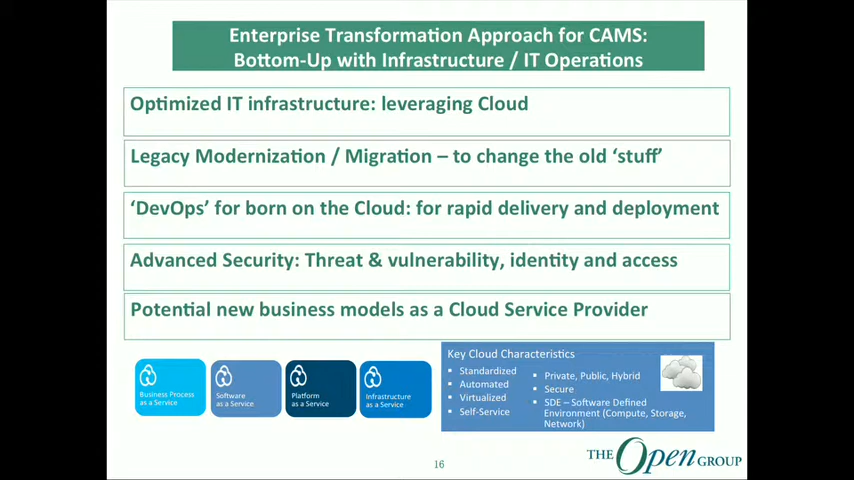 Enterprise Transformation Approach for CAMS:
Bottom-Up with Infrastructure / IT Operations
Optimized IT infrastructure: leveraging Cloud
Legacy Modernization / Migration – to change the old ‘stuff’
‘DevOps’ for born on the Cloud: for rapid delivery and deployment
Advanced Security: Threat & vulnerability, identity and access
Potential new business models as a Cloud Service Provider
Business Process
as a Service
Software
as a Service
Platform
as a Service
Infrastructure
as a Service
Key Cloud Characteristics
▪ Standardized
▪ Automated
▪ Virtualized
▪ Self-Service
▪ Private, Public, Hybrid
▪ Secure
▪ SDE – Software Defined
Environment (Compute, Storage,
Network)
16
THE Open GROUP